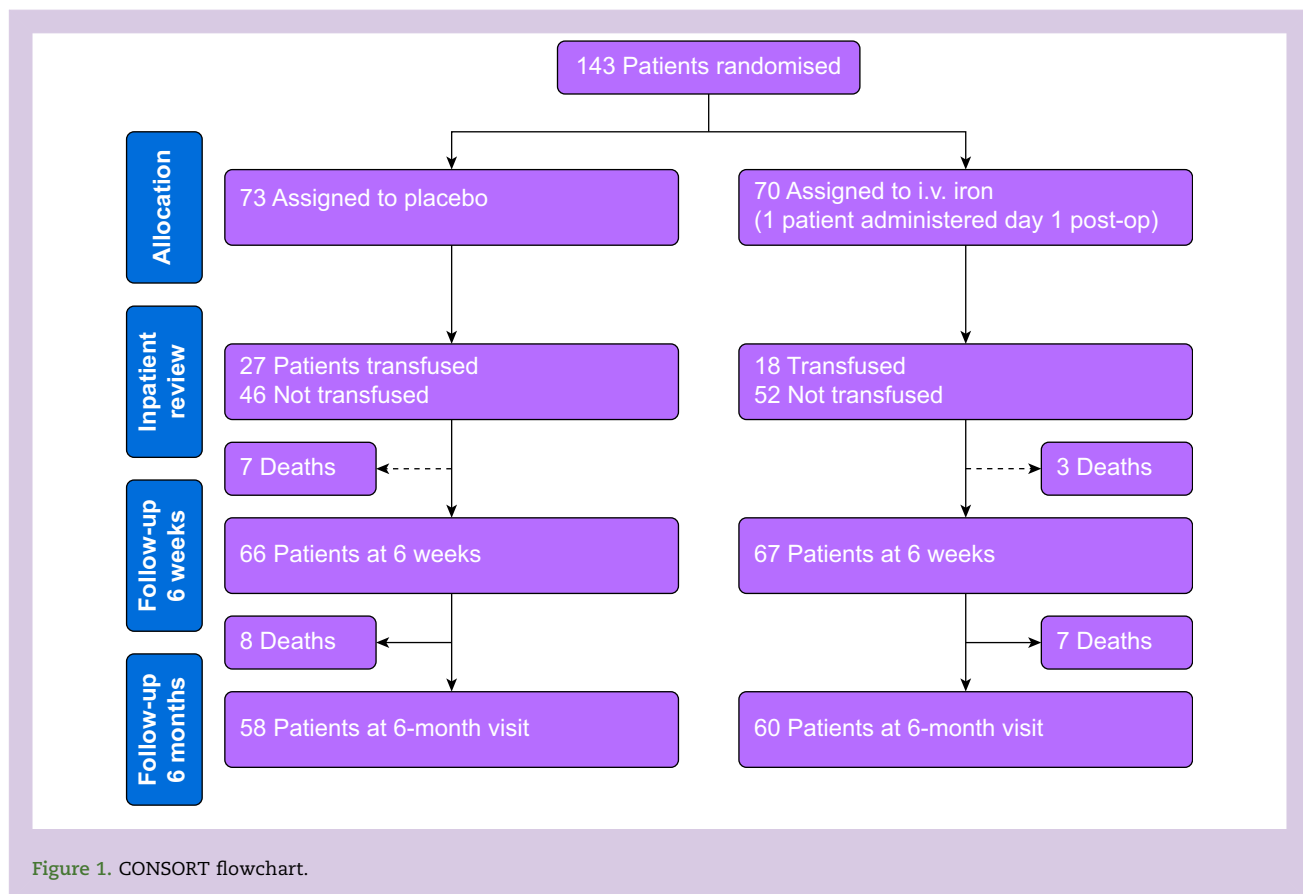 143 Patients randomised
Allocation
73 Assigned to placebo
70 Assigned to i.v. iron
(1 patient administered day 1 post-op)
Inpatient
review
27 Patients transfused
46 Not transfused
18 Transfused
52 Not transfused
7 Deaths
3 Deaths
Follow-up
6 weeks
66 Patients at 6 weeks
67 Patients at 6 weeks
8 Deaths
7 Deaths
Follow-up
6 months
58 Patients at 6-month visit
60 Patients at 6-month visit
Figure 1. CONSORT flowchart.